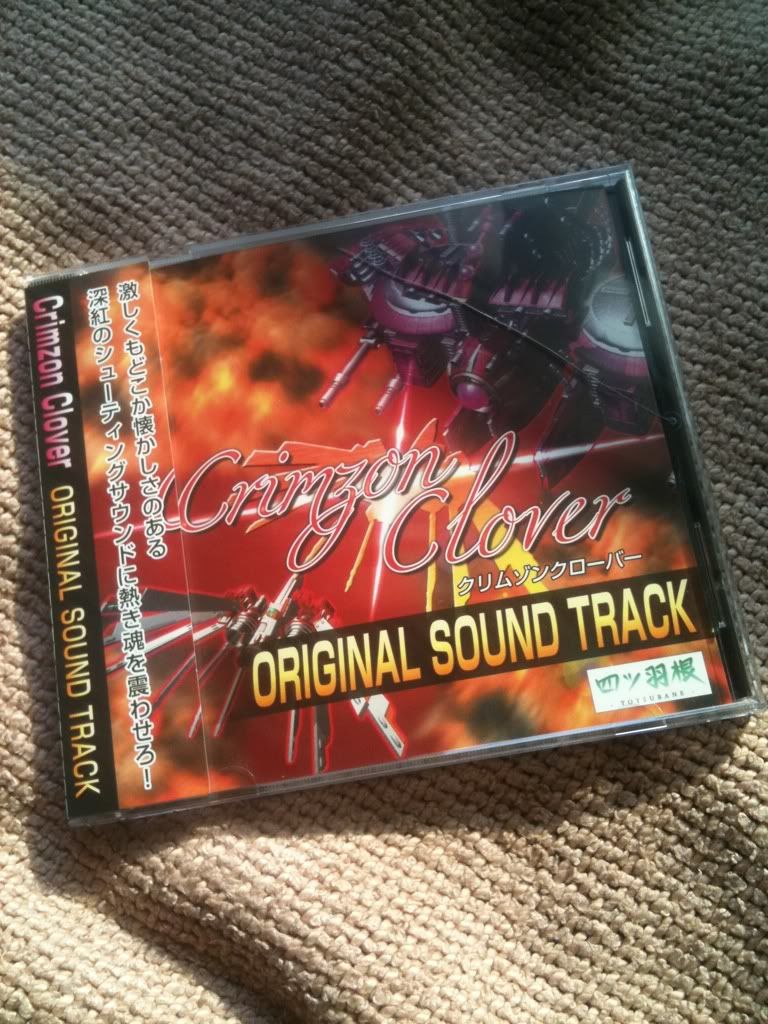 Crimzon Clover ORIGINAL SOUND TRACK
激しくもどこか懐かしさのある
深紅のシューティングサウンドに熱き魂を震わせろ!
Crimzon
Clover
クリムゾンクローバー
ORIGINAL SOUND TRACK
四ツ羽根
- YOTSUBANE -